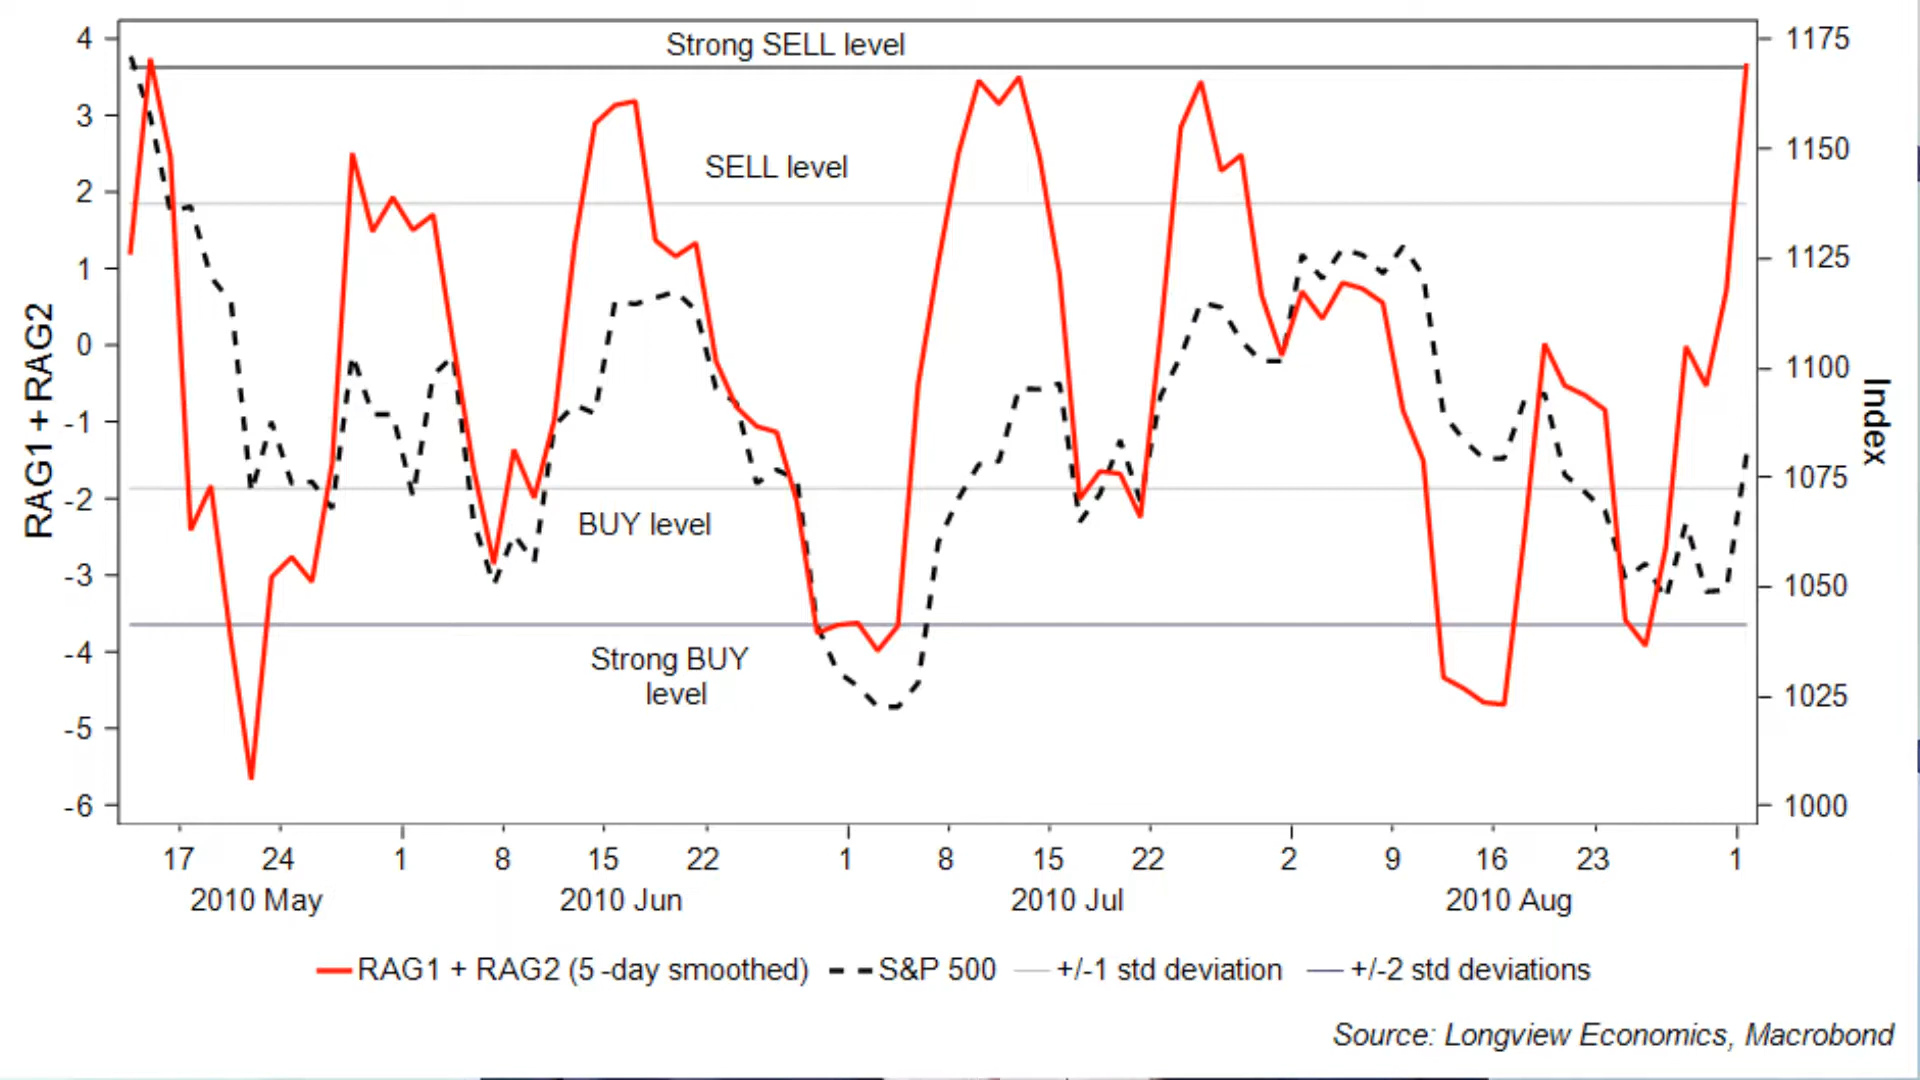 Strong SELL level
SELL level
BUY level
Strong BUY
level
4
3
2
1
0
-1
-2
-3
-4
-5
-6
RAG1 + RAG2
1175
1150
1125
1100
1075
1050
1025
1000
Index
17 24 1 8 15 22 1 8 15 22 2 9 16 23 1
2010 May 2010 Jun 2010 Jul 2010 Aug
RAG1 + RAG2 (5 -day smoothed) S&P 500 +/-1 std deviation +/-2 std deviations
Source: Longview Economics, Macrobond